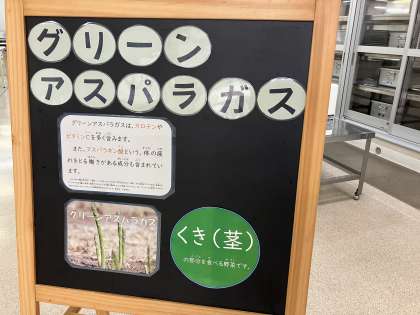 グリーン
アスパラガス
グリーンアスパラガスは、カロテンや
ビタミンCを多く含みます。
また、アスパラギン酸という、体の疲
れをとる働きがある成分も含まれてい
ます。
グリーンアスパラガス
くき(茎)
の部分を食べる野菜です。